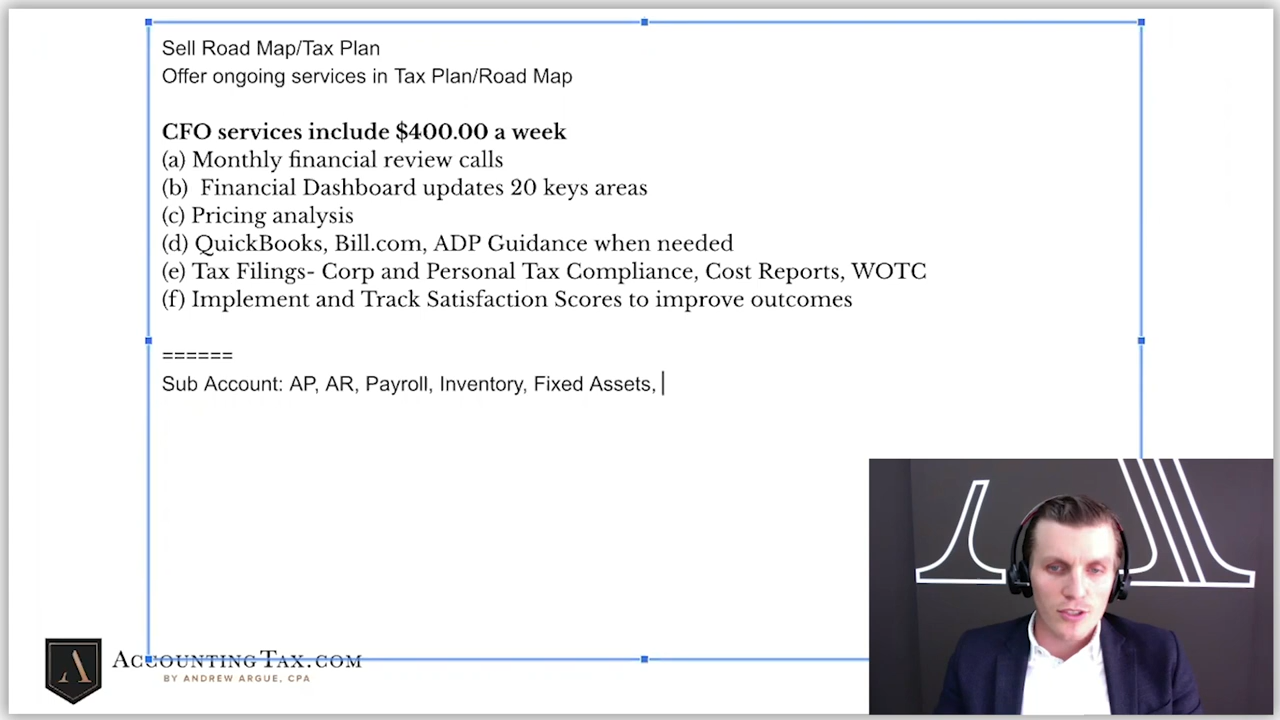 Sell Road Map/Tax Plan
Offer ongoing services in Tax Plan/Road Map
CFO services include $400.00 a week
(a) Monthly financial review calls
(b) Financial Dashboard updates 20 keys areas
(c) Pricing analysis
(d) QuickBooks, Bill.com, ADP Guidance when needed
(e) Tax Filings- Corp and Personal Tax Compliance, Cost Reports, WOTC
(f) Implement and Track Satisfaction Scores to improve outcomes
======
Sub Account: AP, AR, Payroll, Inventory, Fixed Assets,
A
ACCOUNTINGTAX.COM
BY ANDREW ARGUE, CPA